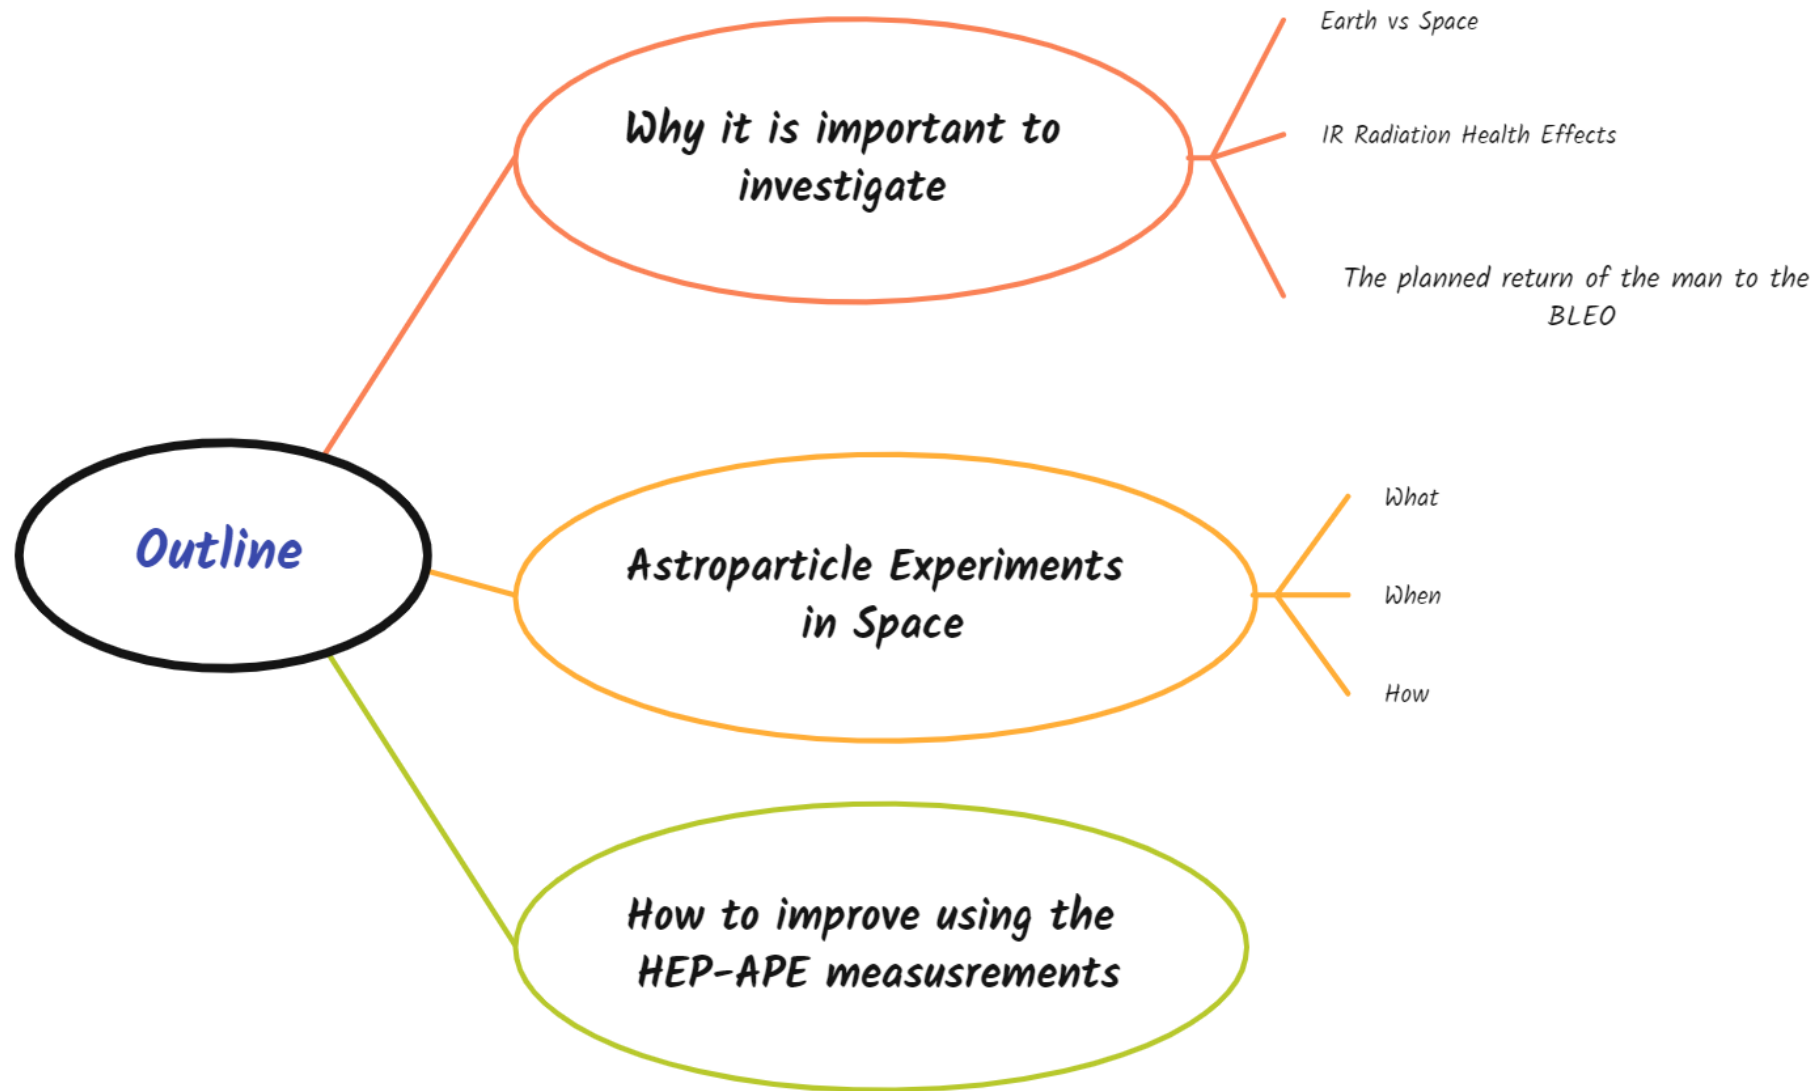 Outline
Why it is important to
investigate
Earth vs Space
IR Radiation Health Effects
The planned return of the man to the
BLEO
Astroparticle Experiments
in Space
What
When
How
How to improve using the
HEP-APE measusrements